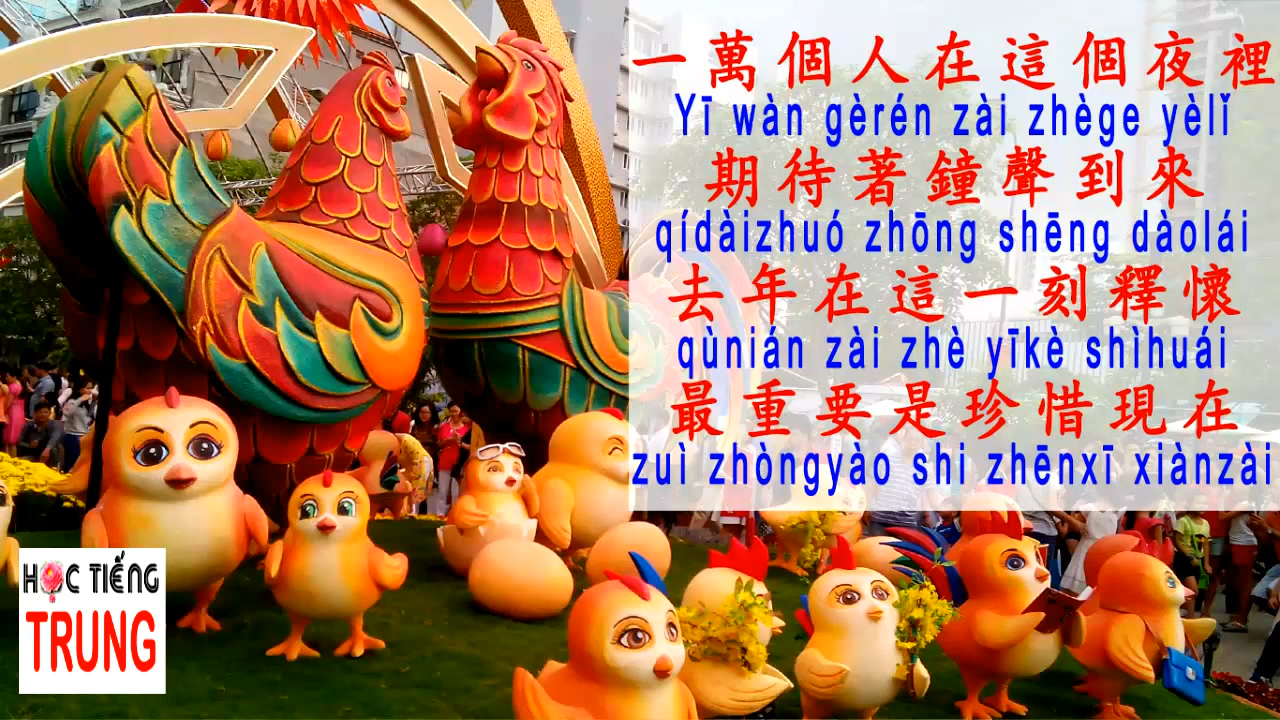 一萬個人在這個夜裡
Yī wàn gèrén zài zhège yèlǐ
期待著鐘聲到來
qídàizhuó zhōng shēng dàolái
去年在這一刻釋懷
qùnián zài zhè yīkè shìhuái
最重要是珍惜現在
zuì zhòngyào shi zhēnxī xiànzài
HỌC TIẾNG
TRUNG